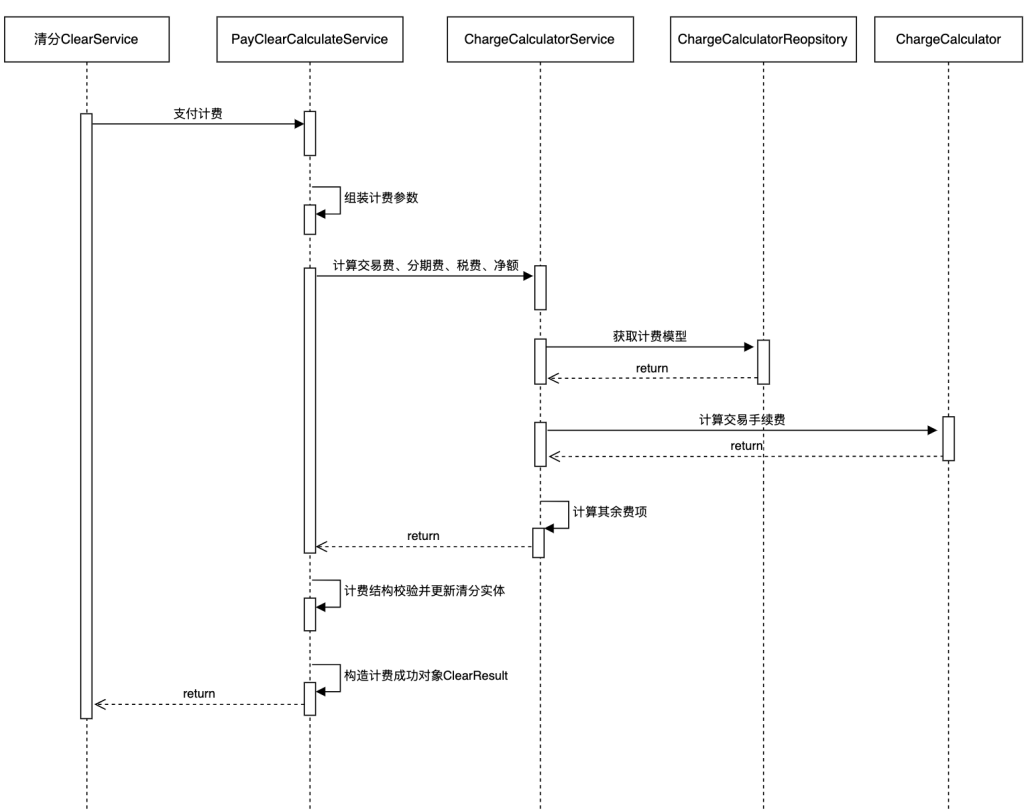 清分ClearService
PayClearCalculateService
ChargeCalculatorService
ChargeCalculatorReopsitory
ChargeCalculator
支付计费
组装计费参数
计算交易费、分期费、税费、净额
获取计费模型
return
计算交易手续费
return
计算其余费项
return
计费结构校验并更新清分实体
构造计费成功对象ClearResult
return